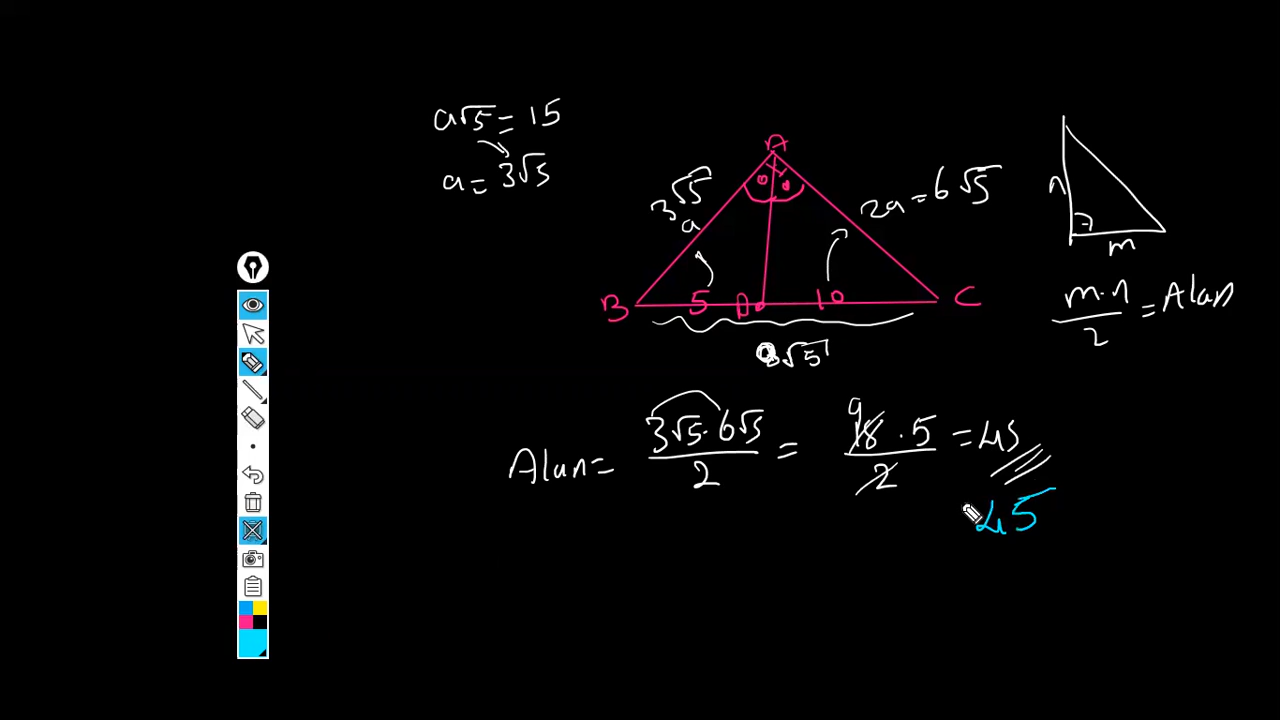 a√5 = 15
a = 3√5
A
3√5
a
2a = 6√5
B
5
D
10
C
√5
n
m
m.n / 2 = Alan
Alan = 3√5 . 6√5 / 2 = 18 . 5 / 2 = 45
9
45